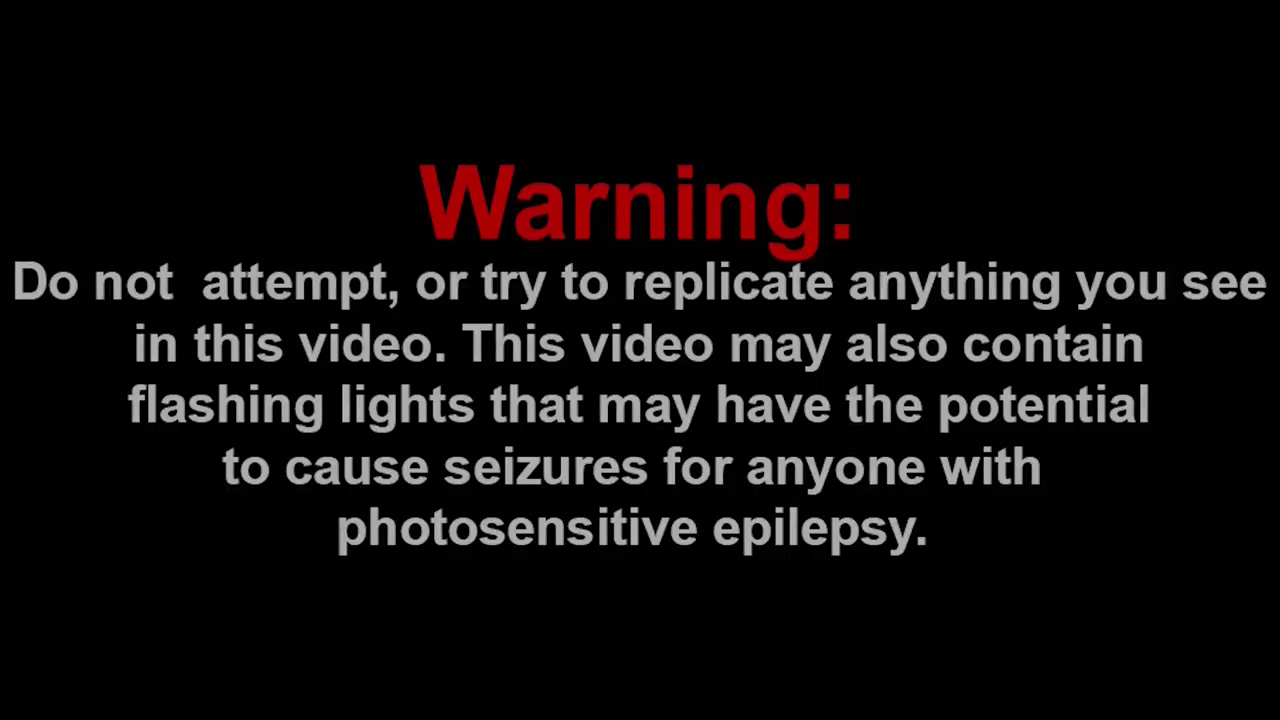 Warning:
Do not  attempt, or try to replicate anything you see
in this video. This video may also contain
flashing lights that may have the potential
to cause seizures for anyone with
photosensitive epilepsy.